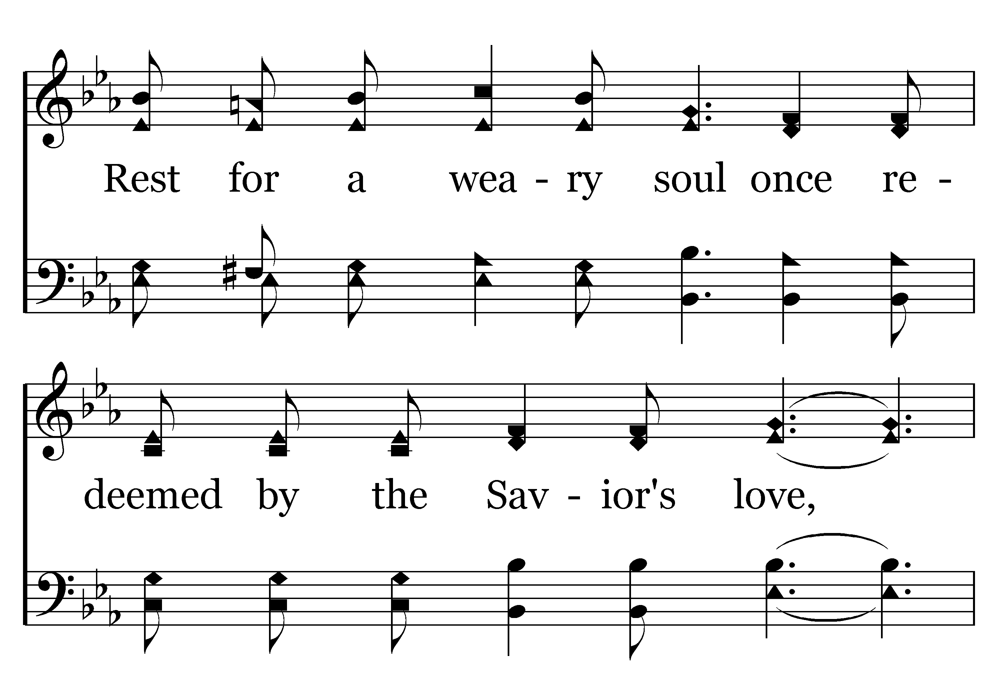 Rest for a wea - ry soul once re -
deemed by the Sav - ior's love,